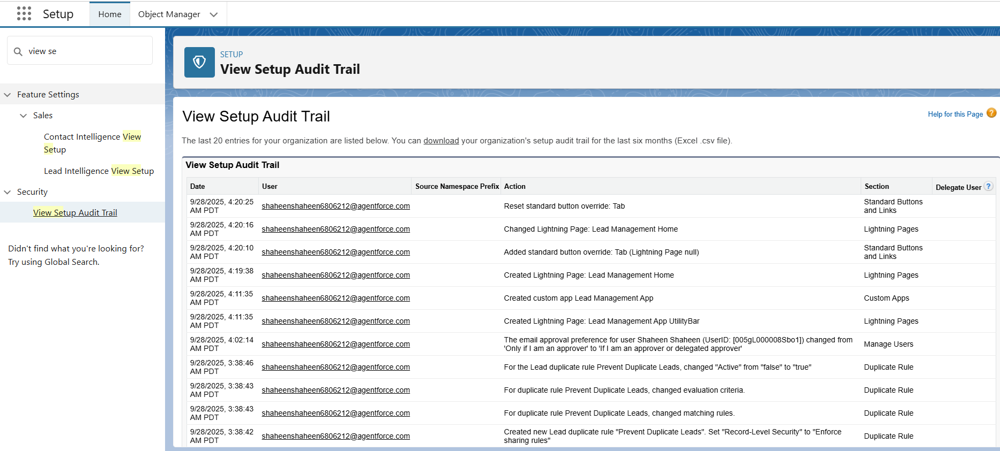 Setup
Home
Object Manager
view se
Feature Settings
Sales
Contact Intelligence View
Setup
Lead Intelligence View Setup
Security
View Setup Audit Trail
Didn't find what you're looking for?
Try using Global Search.
SETUP
View Setup Audit Trail
View Setup Audit Trail
Help for this Page ?
The last 20 entries for your organization are listed below. You can download your organization's setup audit trail for the last six months (Excel .csv file).
View Setup Audit Trail
Date User Source Namespace Prefix Action Section Delegate User ?
9/28/2025, 4:20:25
AM PDT
shaheenshaheen6806212@agentforce.com
Reset standard button override: Tab
Standard Buttons
and Links
9/28/2025, 4:20:16
AM PDT
shaheenshaheen6806212@agentforce.com
Changed Lightning Page: Lead Management Home
Lightning Pages
9/28/2025, 4:20:10
AM PDT
shaheenshaheen6806212@agentforce.com
Added standard button override: Tab (Lightning Page null)
Standard Buttons
and Links
9/28/2025, 4:19:38
AM PDT
shaheenshaheen6806212@agentforce.com
Created Lightning Page: Lead Management Home
Lightning Pages
9/28/2025, 4:11:35
AM PDT
shaheenshaheen6806212@agentforce.com
Created custom app Lead Management App
Custom Apps
9/28/2025, 4:11:35
AM PDT
shaheenshaheen6806212@agentforce.com
Created Lightning Page: Lead Management App UtilityBar
Lightning Pages
9/28/2025, 4:02:14
AM PDT
shaheenshaheen6806212@agentforce.com
The email approval preference for user Shaheen Shaheen (UserID: [005gL000008Sbo1]) changed from
'Only if I am an approver' to 'If I am an approver or delegated approver'
Manage Users
9/28/2025, 3:38:46
AM PDT
shaheenshaheen6806212@agentforce.com
For the Lead duplicate rule Prevent Duplicate Leads, changed "Active" from "false" to "true"
Duplicate Rule
9/28/2025, 3:38:43
AM PDT
shaheenshaheen6806212@agentforce.com
For duplicate rule Prevent Duplicate Leads, changed evaluation criteria.
Duplicate Rule
9/28/2025, 3:38:43
AM PDT
shaheenshaheen6806212@agentforce.com
For duplicate rule Prevent Duplicate Leads, changed matching rules.
Duplicate Rule
9/28/2025, 3:38:42
AM PDT
shaheenshaheen6806212@agentforce.com
Created new Lead duplicate rule "Prevent Duplicate Leads". Set "Record-Level Security" to "Enforce
sharing rules"
Duplicate Rule